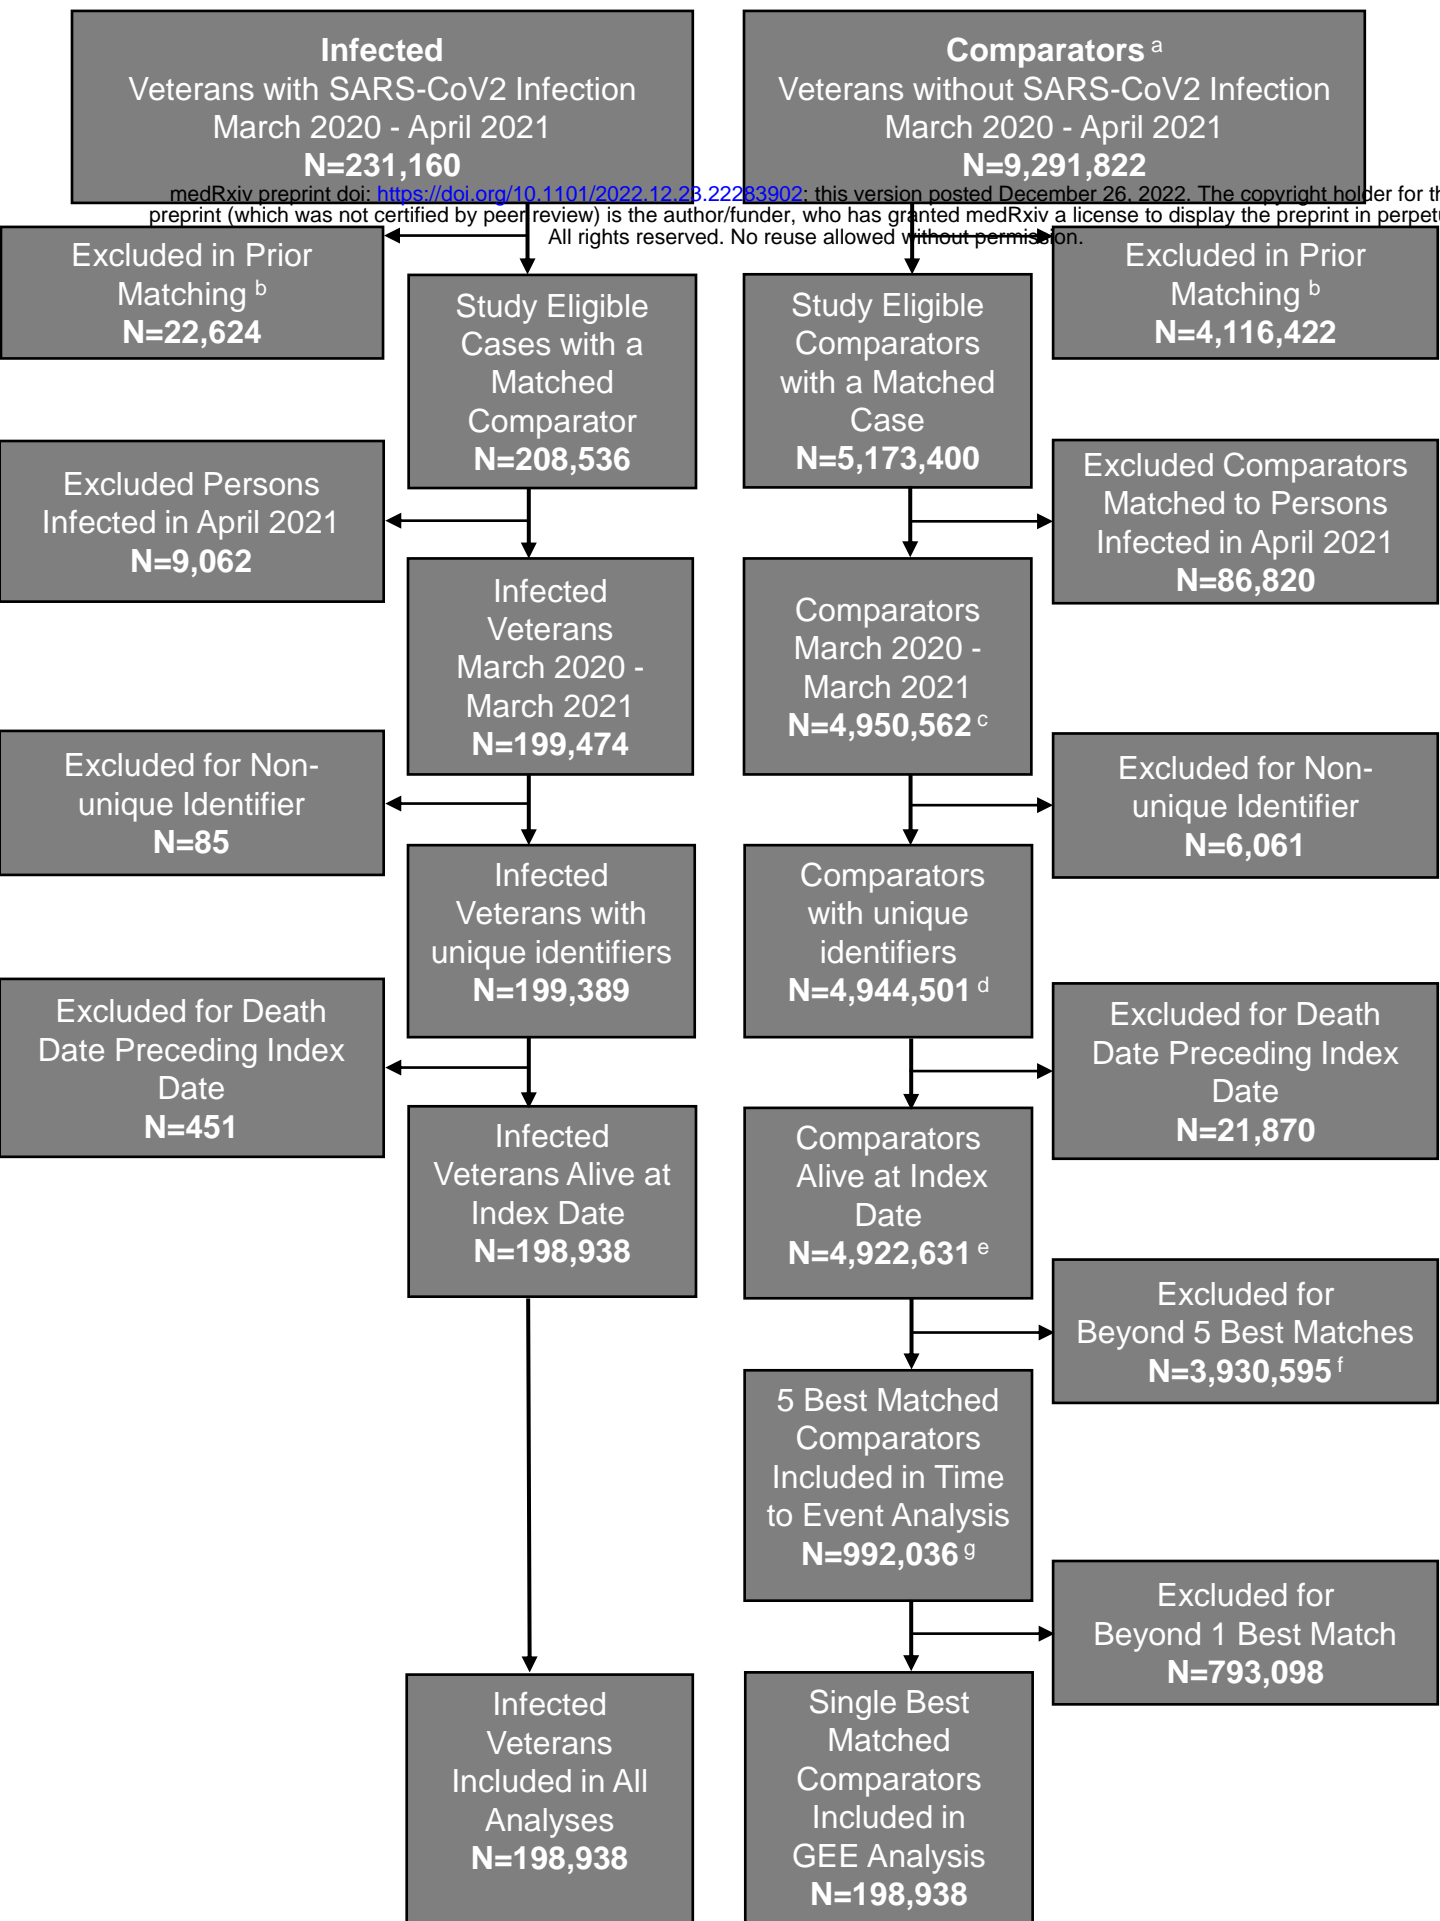 Infected
Veterans with SARS-CoV2 Infection
March 2020 - April 2021
N=231,160
Comparators a
Veterans without SARS-CoV2 Infection
March 2020 - April 2021
N=9,291,822
medRxiv preprint doi: https://doi.org/10.1101/2022.12.23.22283902; this version posted December 26, 2022. The copyright holder for
preprint (which was not certified by peer review) is the author/funder, who has granted medRxiv a license to display the preprint in
All rights reserved. No reuse allowed without permission.
Excluded in Prior
Matching b
N=22,624
Study Eligible
Cases with a
Matched
Comparator
N=208,536
Study Eligible
Comparators
with a Matched
Case
N=5,173,400
Excluded in Prior
Matching b
N=4,116,422
Excluded Persons
Infected in April 2021
N=9,062
Infected
Veterans
March 2020 -
March 2021
N=199,474
Comparators
March 2020 -
March 2021
N=4,950,562 c
Excluded Comparators
Matched to Persons
Infected in April 2021
N=86,820
Excluded for Non-
unique Identifier
N=85
Infected
Veterans with
unique identifiers
N=199,389
Comparators
with unique
identifiers
N=4,944,501 d
Excluded for Non-
unique Identifier
N=6,061
Excluded for Death
Date Preceding Index
Date
N=451
Infected
Veterans Alive at
Index Date
N=198,938
Comparators
Alive at Index
Date
N=4,922,631 e
Excluded for Death
Date Preceding Index
Date
N=21,870
Excluded for
Beyond 5 Best Matches
N=3,930,595 f
5 Best Matched
Comparators
Included in Time
to Event Analysis
N=992,036 g
Excluded for
Beyond 1 Best Match
N=793,098
Infected
Veterans
Included in All
Analyses
N=198,938
Single Best
Matched
Comparators
Included in
GEE Analysis
N=198,938